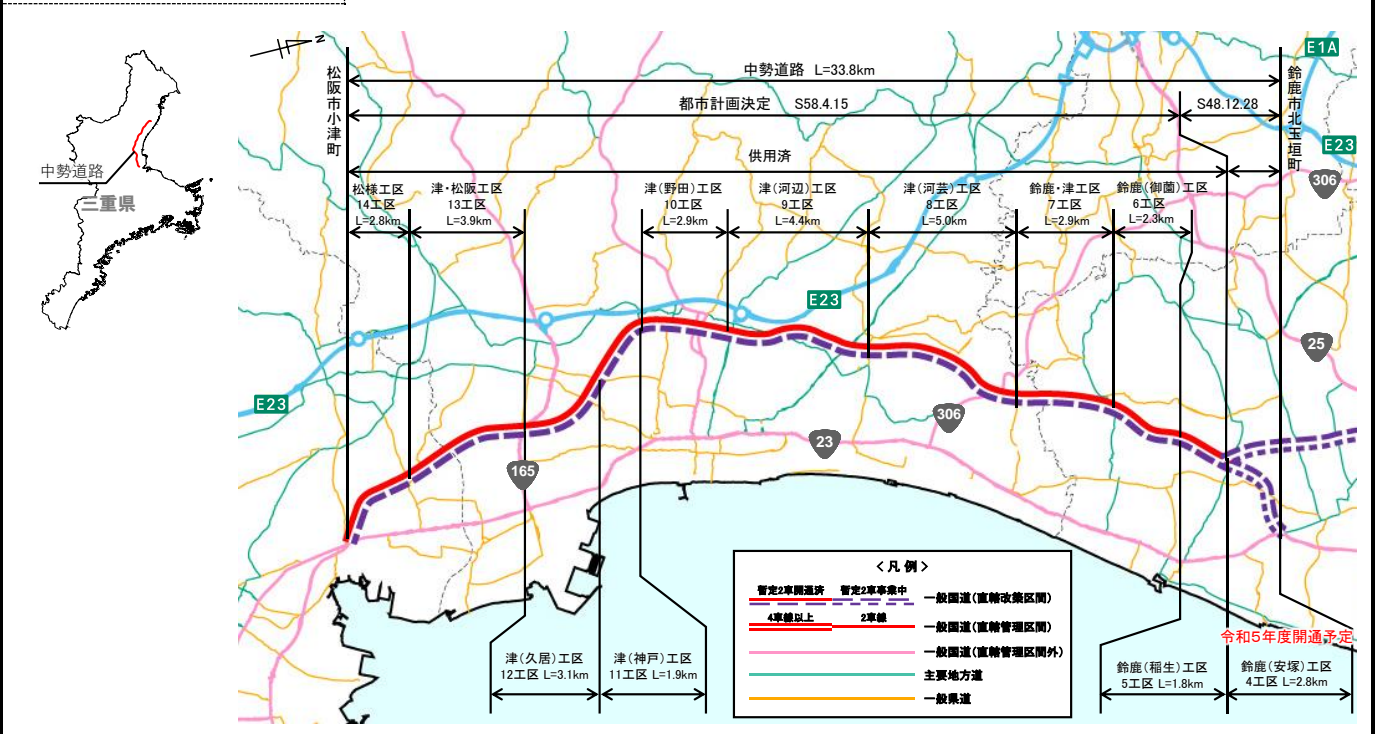 中勢道路
三重県
N
松阪市小津町
中勢道路 L=33.8km
都市計画決定 S58.4.15
S48.12.28
供用済
鈴鹿市北玉垣町
E1A
E23
306
25
松様工区
14工区
L=2.8km
津・松阪工区
13工区
L=3.9km
津(野田)工区
10工区
L=2.9km
津(河辺)工区
9工区
L=4.4km
津(河芸)工区
8工区
L=5.0km
鈴鹿・津工区
7工区
L=2.9km
鈴鹿(御薗)工区
6工区
L=2.3km
E23
E23
306
23
165
津(久居)工区
12工区 L=3.1km
津(神戸)工区
11工区 L=1.9km
<凡例>
暫定2車開通済 暫定2車事業中 一般国道(直轄改築区間)
4車線以上 2車線 一般国道(直轄管理区間)
一般国道(直轄管理区間外)
主要地方道
一般県道
令和5年度開通予定
鈴鹿(稲生)工区
5工区 L=1.8km
鈴鹿(安塚)工区
4工区 L=2.8km